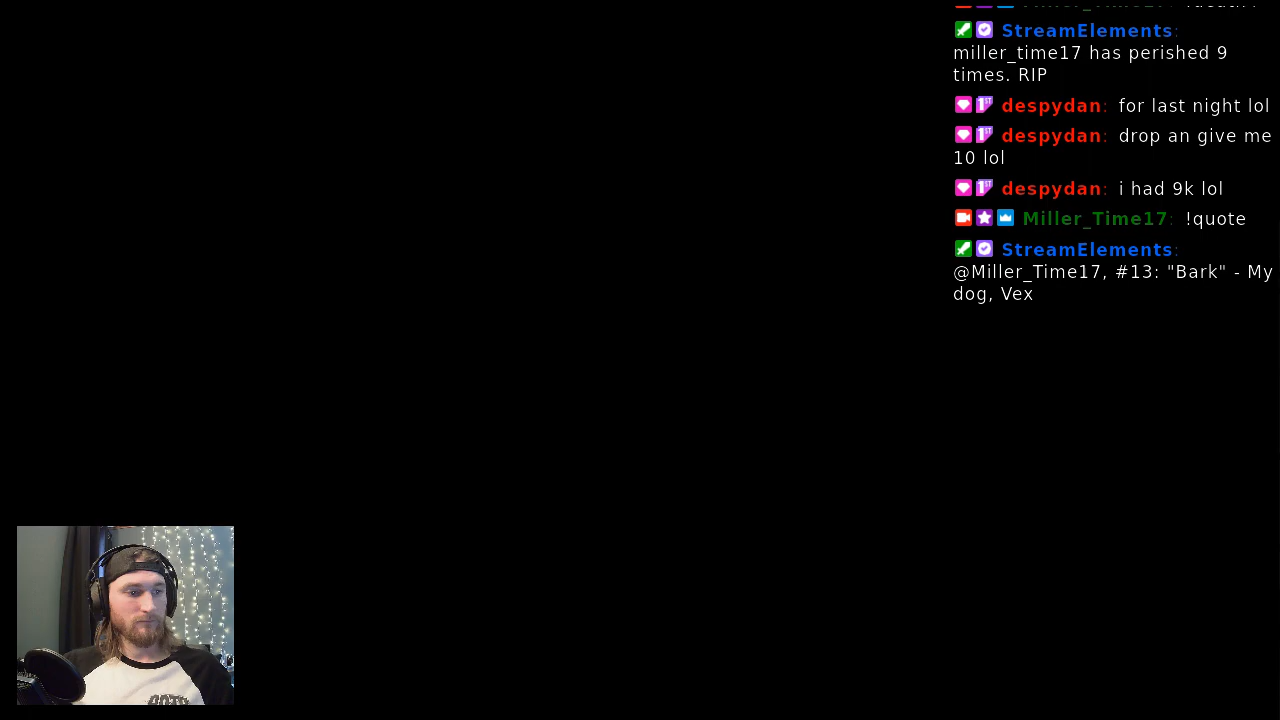 StreamElements:
miller_time17 has perished 9
times. RIP
despydan: for last night lol
despydan: drop an give me
10 lol
i had 9k lol
Miller_Time17: !quote
StreamElements:
@Miller_Time17, #13: "Bark" - My
dog, Vex